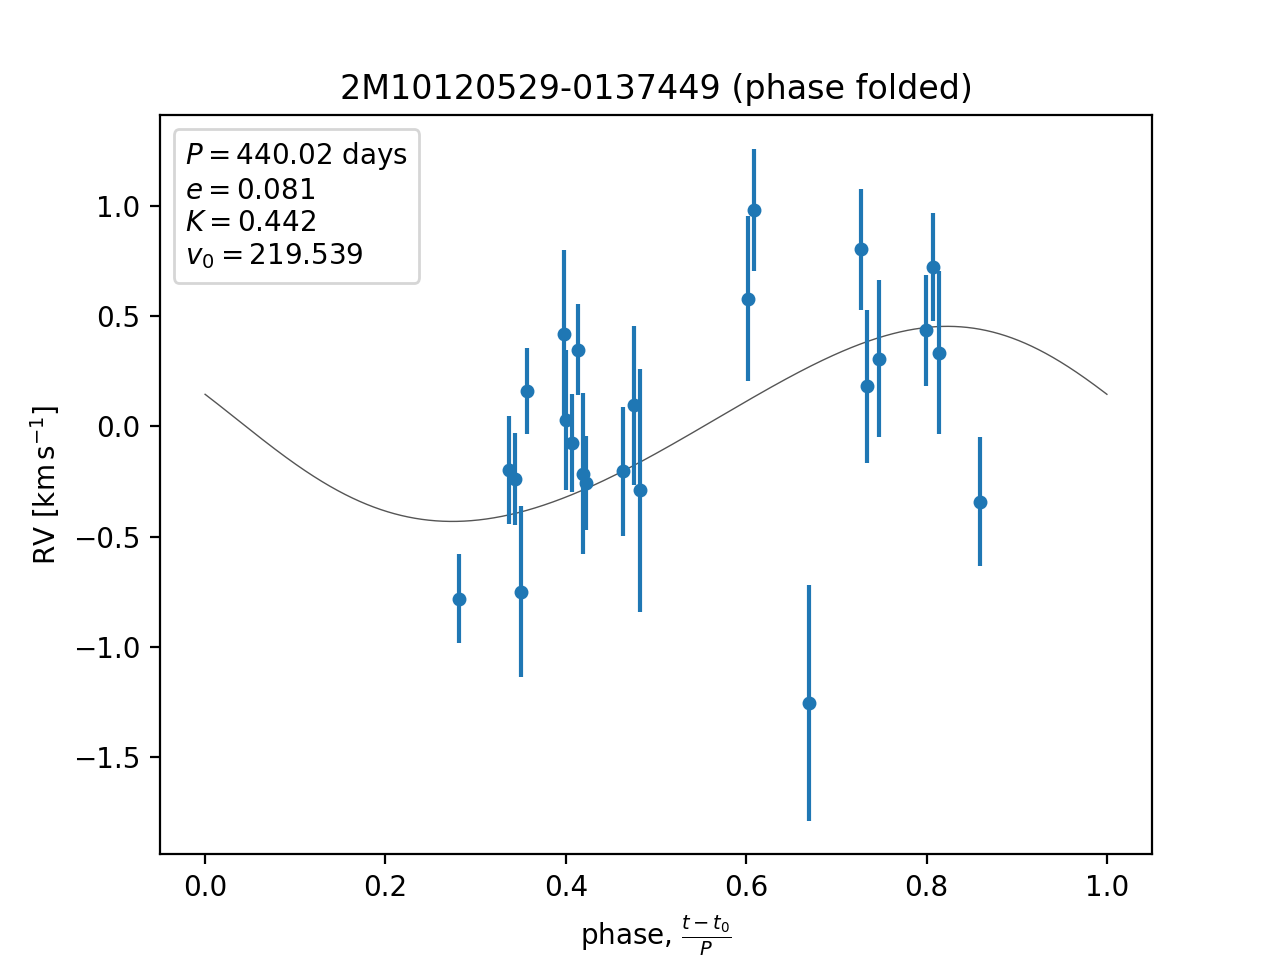 2M10120529-0137449 (phase folded)
P = 440.02 days
e = 0.081
K = 0.442
v₀ = 219.539
1.0
0.5
0.0
−0.5
−1.0
−1.5
RV [km s⁻¹]
0.0 0.2 0.4 0.6 0.8 1.0
phase, (t − t₀)/P